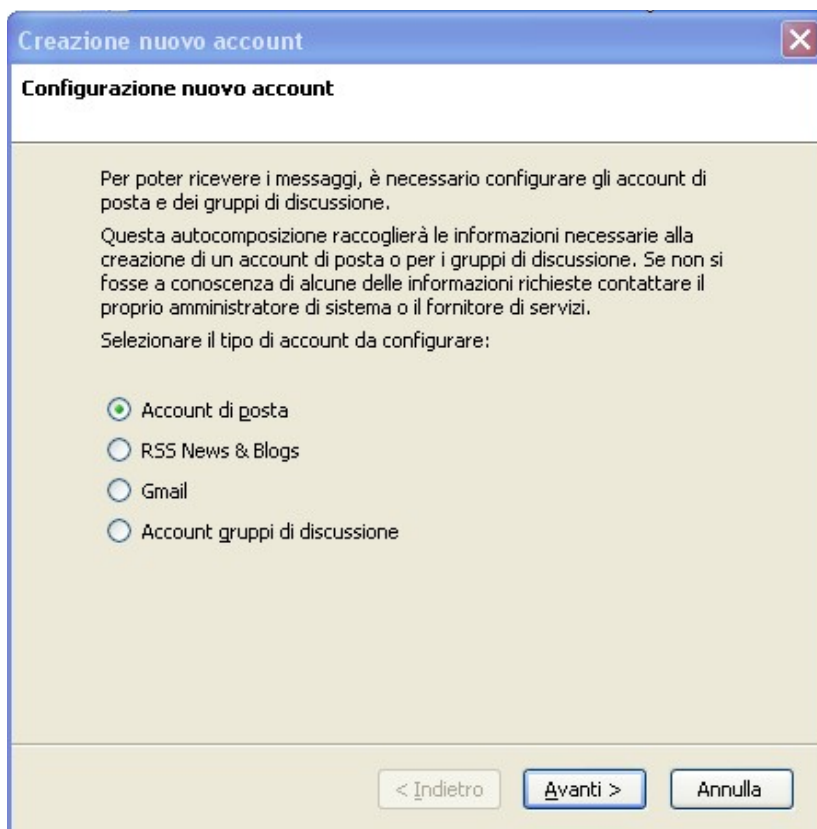 Creazione nuovo account
Configurazione nuovo account
Per poter ricevere i messaggi, è necessario configurare gli account di
posta e dei gruppi di discussione.
Questa autocomposizione raccoglierà le informazioni necessarie alla
creazione di un account di posta o per i gruppi di discussione. Se non si
fosse a conoscenza di alcune delle informazioni richieste contattare il
proprio amministratore di sistema o il fornitore di servizi.
Selezionare il tipo di account da configurare:
Account di posta
RSS News & Blogs
Gmail
Account gruppi di discussione
< Indietro
Avanti >
Annulla